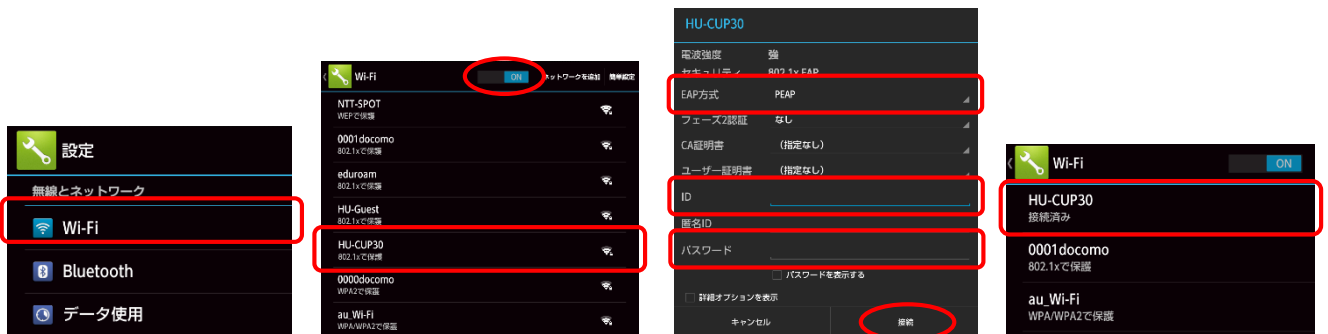 設定
無線とネットワーク
Wi-Fi
Bluetooth
データ使用
Wi-Fi
ON
ネットワークを追加
簡単設定
NTT-SPOT
WEPで保護
0001docomo
802.1xで保護
eduroam
802.1xで保護
HU-Guest
802.1xで保護
HU-CUP30
802.1xで保護
0000docomo
WPA2で保護
au_Wi-Fi
WPA/WPA2で保護
HU-CUP30
電波強度 強
セキュリティ 802.1x EAP
EAP方式 PEAP
フェーズ2認証 なし
CA証明書 (指定なし)
ユーザー証明書 (指定なし)
ID
匿名ID
パスワード
パスワードを表示する
詳細オプションを表示
キャンセル 接続
Wi-Fi
ON
HU-CUP30
接続済み
0001docomo
802.1xで保護
au_Wi-Fi
WPA/WPA2で保護